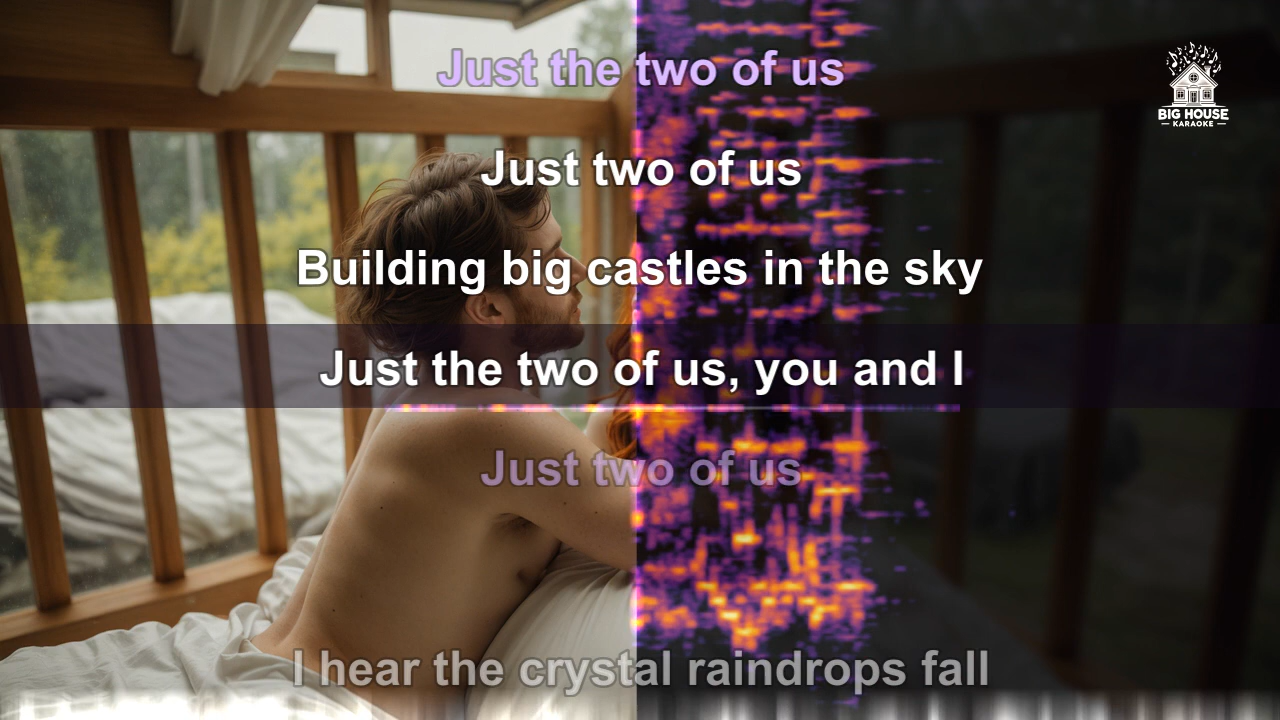 Just the two of us
BIG HOUSE
KARAOKE
Just two of us
Building big castles in the sky
Just the two of us, you and I
Just two of us
I hear the crystal raindrops fall